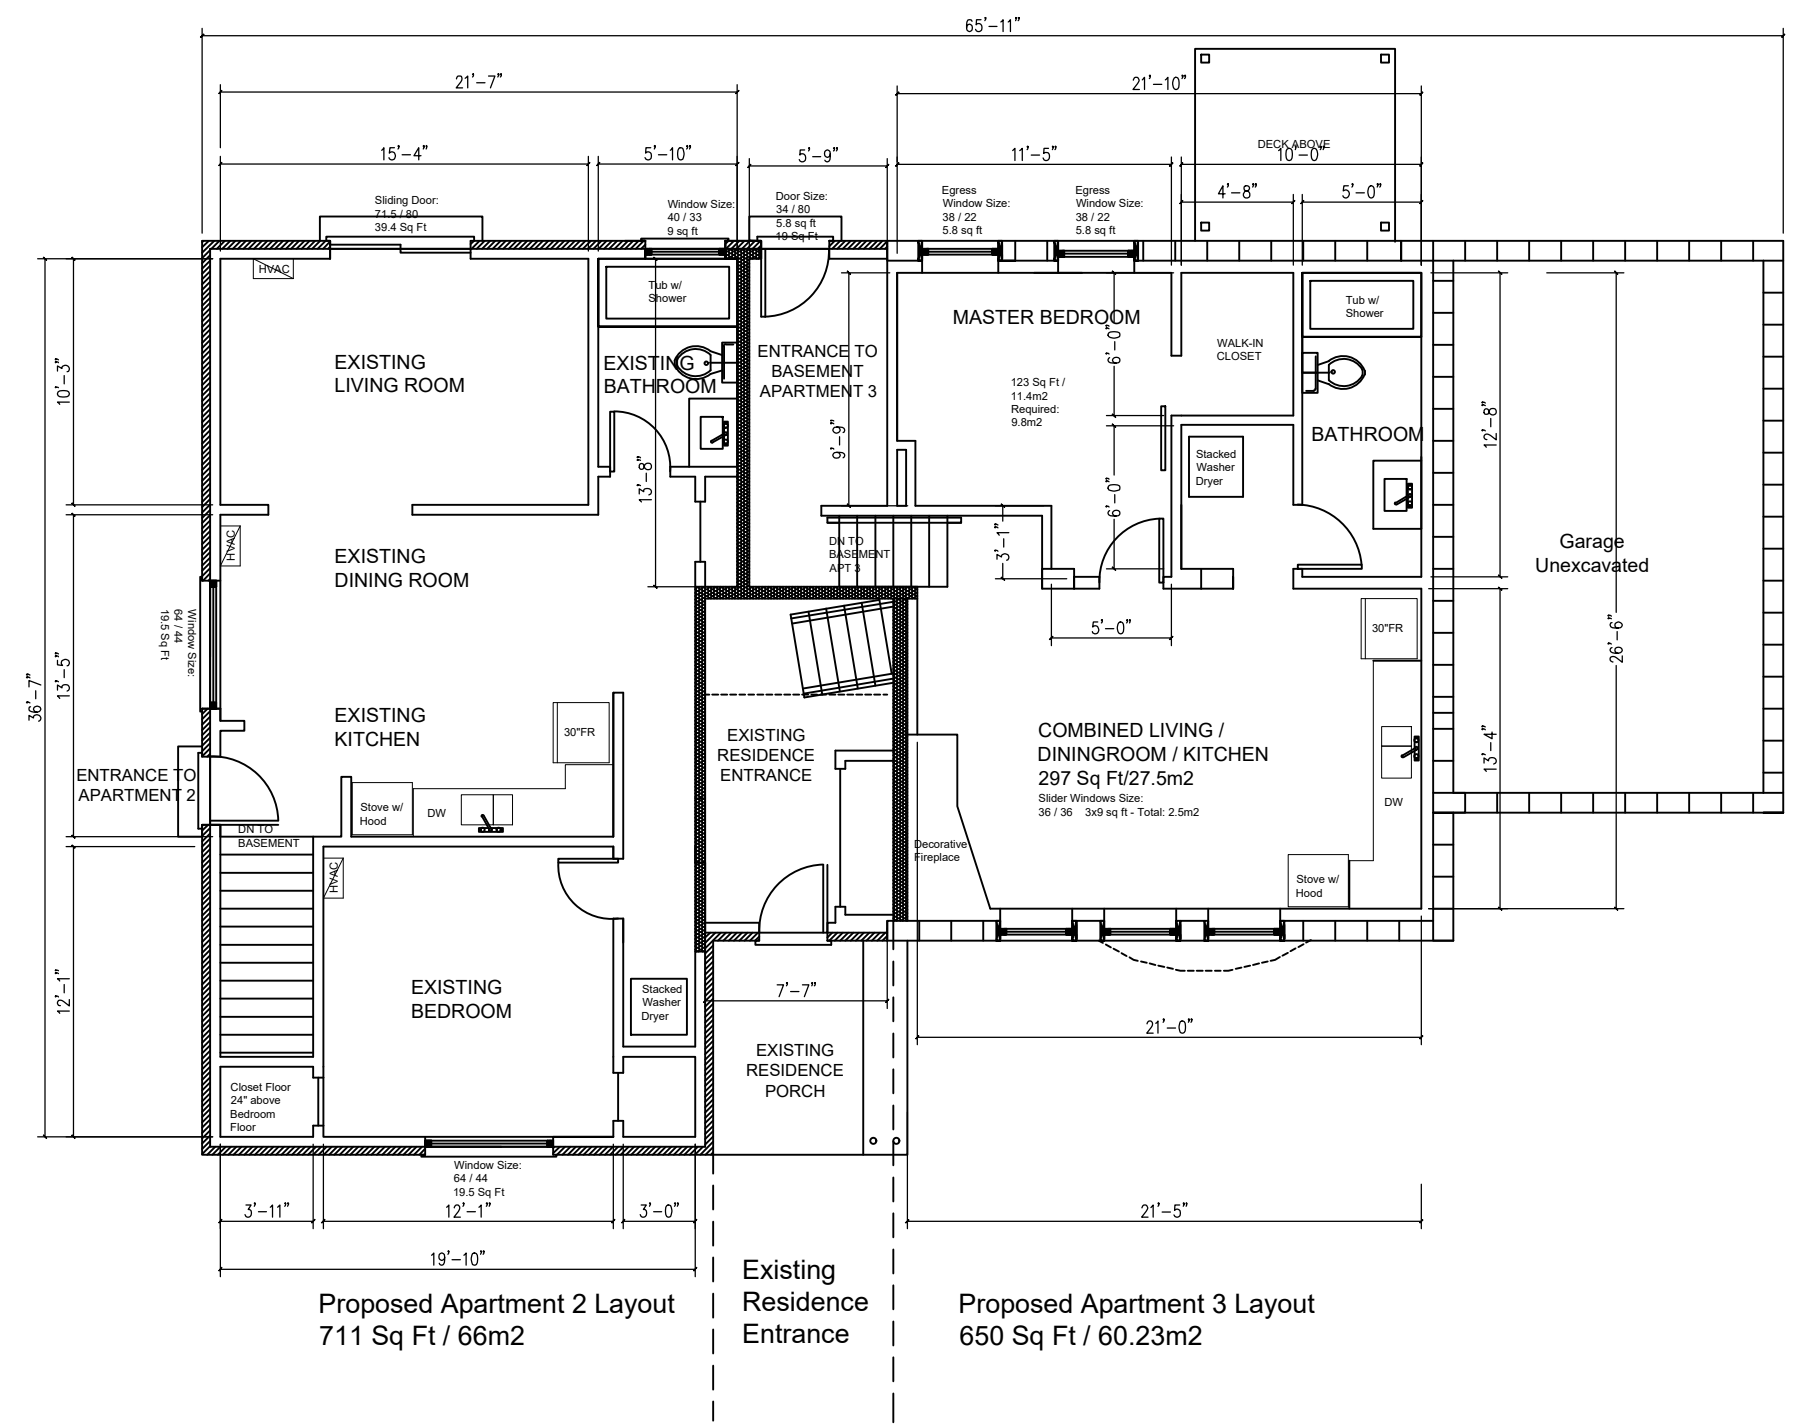 65'-11"
21'-7"
21'-10"
DECK ABOVE
15'-4"
5'-10"
5'-9"
11'-5"
10'-0"
4'-8"
5'-0"
Sliding Door:
71.5 / 80
39.4 Sq Ft
Window Size:
40 / 33
9 sq ft
Door Size:
34 / 80
5.8 sq ft
19 Sq Ft
Egress
Window Size:
38 / 22
5.8 sq ft
Egress
Window Size:
38 / 22
5.8 sq ft
HVAC
Tub w/
Shower
EXISTING
LIVING ROOM
EXISTING
BATHROOM
ENTRANCE TO
BASEMENT
APARTMENT 3
MASTER BEDROOM
123 Sq Ft /
11.4m2
Required:
9.8m2
6'-0"
6'-0"
WALK-IN
CLOSET
Tub w/
Shower
BATHROOM
Stacked
Washer
Dryer
10'-3"
13'-8"
9'-9"
12'-8"
HVAC
EXISTING
DINING ROOM
DN TO
BASEMENT
APT 3
3'-1"
5'-0"
Garage
Unexcavated
26'-6"
30"FR
Window Size:
64 / 44
19.5 Sq Ft
36'-7"
13'-5"
EXISTING
KITCHEN
30"FR
EXISTING
RESIDENCE
ENTRANCE
COMBINED LIVING /
DININGROOM / KITCHEN
297 Sq Ft/27.5m2
Slider Windows Size:
36 / 36 3x9 sq ft - Total: 2.5m2
13'-4"
DW
ENTRANCE TO
APARTMENT 2
Stove w/
Hood
DW
DN TO
BASEMENT
HVAC
Decorative
Fireplace
Stove w/
Hood
12'-1"
EXISTING
BEDROOM
Stacked
Washer
Dryer
7'-7"
21'-0"
EXISTING
RESIDENCE
PORCH
Closet Floor
24" above
Bedroom
Floor
Window Size:
64 / 44
19.5 Sq Ft
3'-11"
12'-1"
3'-0"
21'-5"
19'-10"
Proposed Apartment 2 Layout
711 Sq Ft / 66m2
Existing
Residence
Entrance
Proposed Apartment 3 Layout
650 Sq Ft / 60.23m2